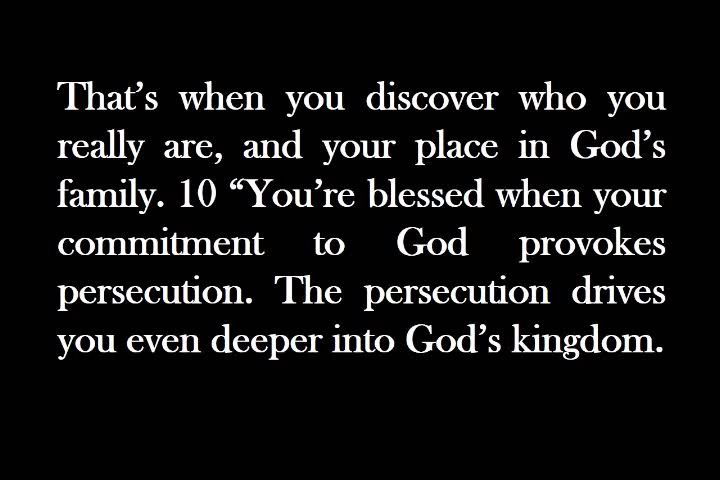 That’s when you discover who you
really are, and your place in God’s
family. 10 “You’re blessed when your
commitment to God provokes
persecution. The persecution drives
you even deeper into God’s kingdom.